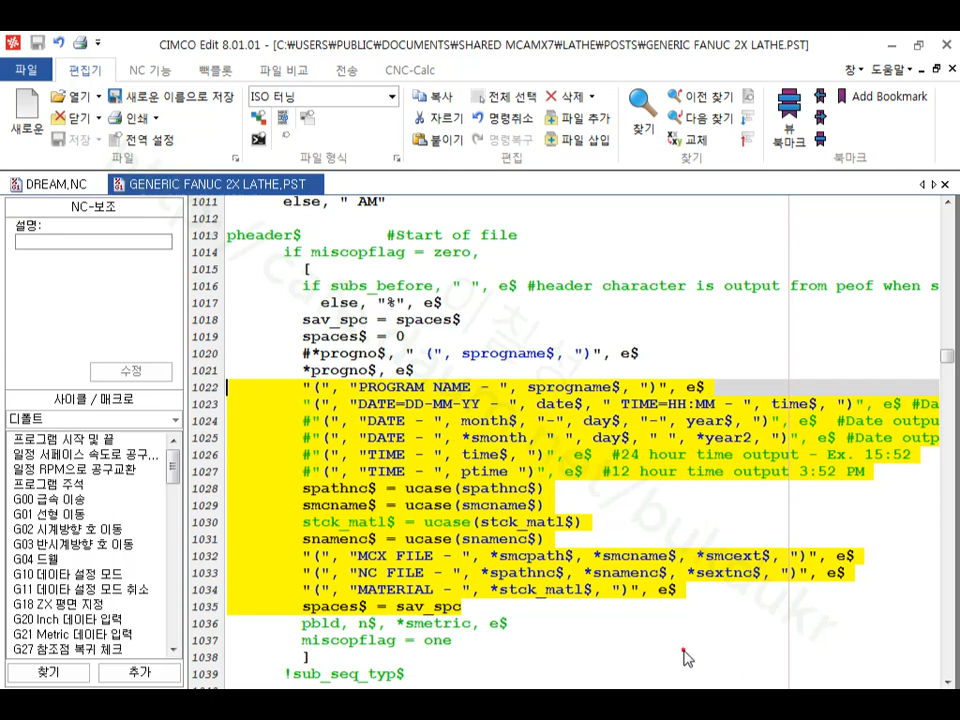 CIMCO Edit 8.01.01 - [C:₩USERS₩PUBLIC₩DOCUMENTS₩SHARED MCAMX7₩LATHE₩POSTS₩GENERIC FANUC 2X LATHE.PST]
파일 편집기 NC 기능 백플롯 파일 비교 전송 CNC-Calc 창 도움말
새로운
열기 새로운 이름으로 저장
닫기 인쇄
저장 전역 설정
파일
ISO 터닝
파일 형식
복사 전체 선택 삭제
자르기 명령취소 파일 추가
붙이기 명령복구 파일 삽입
편집
찾기
이전 찾기
다음 찾기
교체
찾기
뷰
북마크
Add Bookmark
북마크
DREAM.NC GENERIC FANUC 2X LATHE.PST
NC-보조
설명:
수정
사이클 / 매크로
디폴트
프로그램 시작 및 끝
일정 서페이스 속도로 공구...
일정 RPM으로 공구교환
프로그램 주석
G00 급속 이송
G01 선형 이동
G02 시계방향 호 이동
G03 반시계방향 호 이동
G04 드웰
G10 데이타 설정 모드
G11 데이타 설정 모드 취소
G18 ZX 평면 지정
G20 Inch 데이타 입력
G21 Metric 데이타 입력
G27 참조점 복귀 체크
찾기 추가
1011 else, " AM"
1012
1013 pheader$ #Start of file
1014 if miscopflag = zero,
1015 [
1016 if subs_before, " ", e$ #header character is output from peof when s
1017 else, "%", e$
1018 sav_spc = spaces$
1019 spaces$ = 0
1020 #*progno$, " (", sprogname$, ")", e$
1021 *progno$, e$
1022 "(", "PROGRAM NAME - ", sprogname$, ")", e$
1023 "(", "DATE=DD-MM-YY - ", date$, " TIME=HH:MM - ", time$, ")", e$ #Da
1024 #"(", "DATE - ", month$, "-", day$, "-", year$, ")", e$ #Date outpu
1025 #"(", "DATE - ", *smonth, " ", day$, " ", *year2, ")", e$ #Date outp
1026 #"(", "TIME - ", time$, ")", e$ #24 hour time output - Ex. 15:52
1027 #"(", "TIME - ", ptime ")", e$ #12 hour time output 3:52 PM
1028 spathnc$ = ucase(spathnc$)
1029 smcname$ = ucase(smcname$)
1030 stck_matl$ = ucase(stck_matl$)
1031 snamenc$ = ucase(snamenc$)
1032 "(", "MCX FILE - ", *smcpath$, *smcname$, *smcext$, ")", e$
1033 "(", "NC FILE - ", *spathnc$, *snamenc$, *sextnc$, ")", e$
1034 "(", "MATERIAL - ", *stck_matl$, ")", e$
1035 spaces$ = sav_spc
1036 pbld, n$, *smetric, e$
1037 miscopflag = one
1038 ]
1039 !sub_seq_typ$